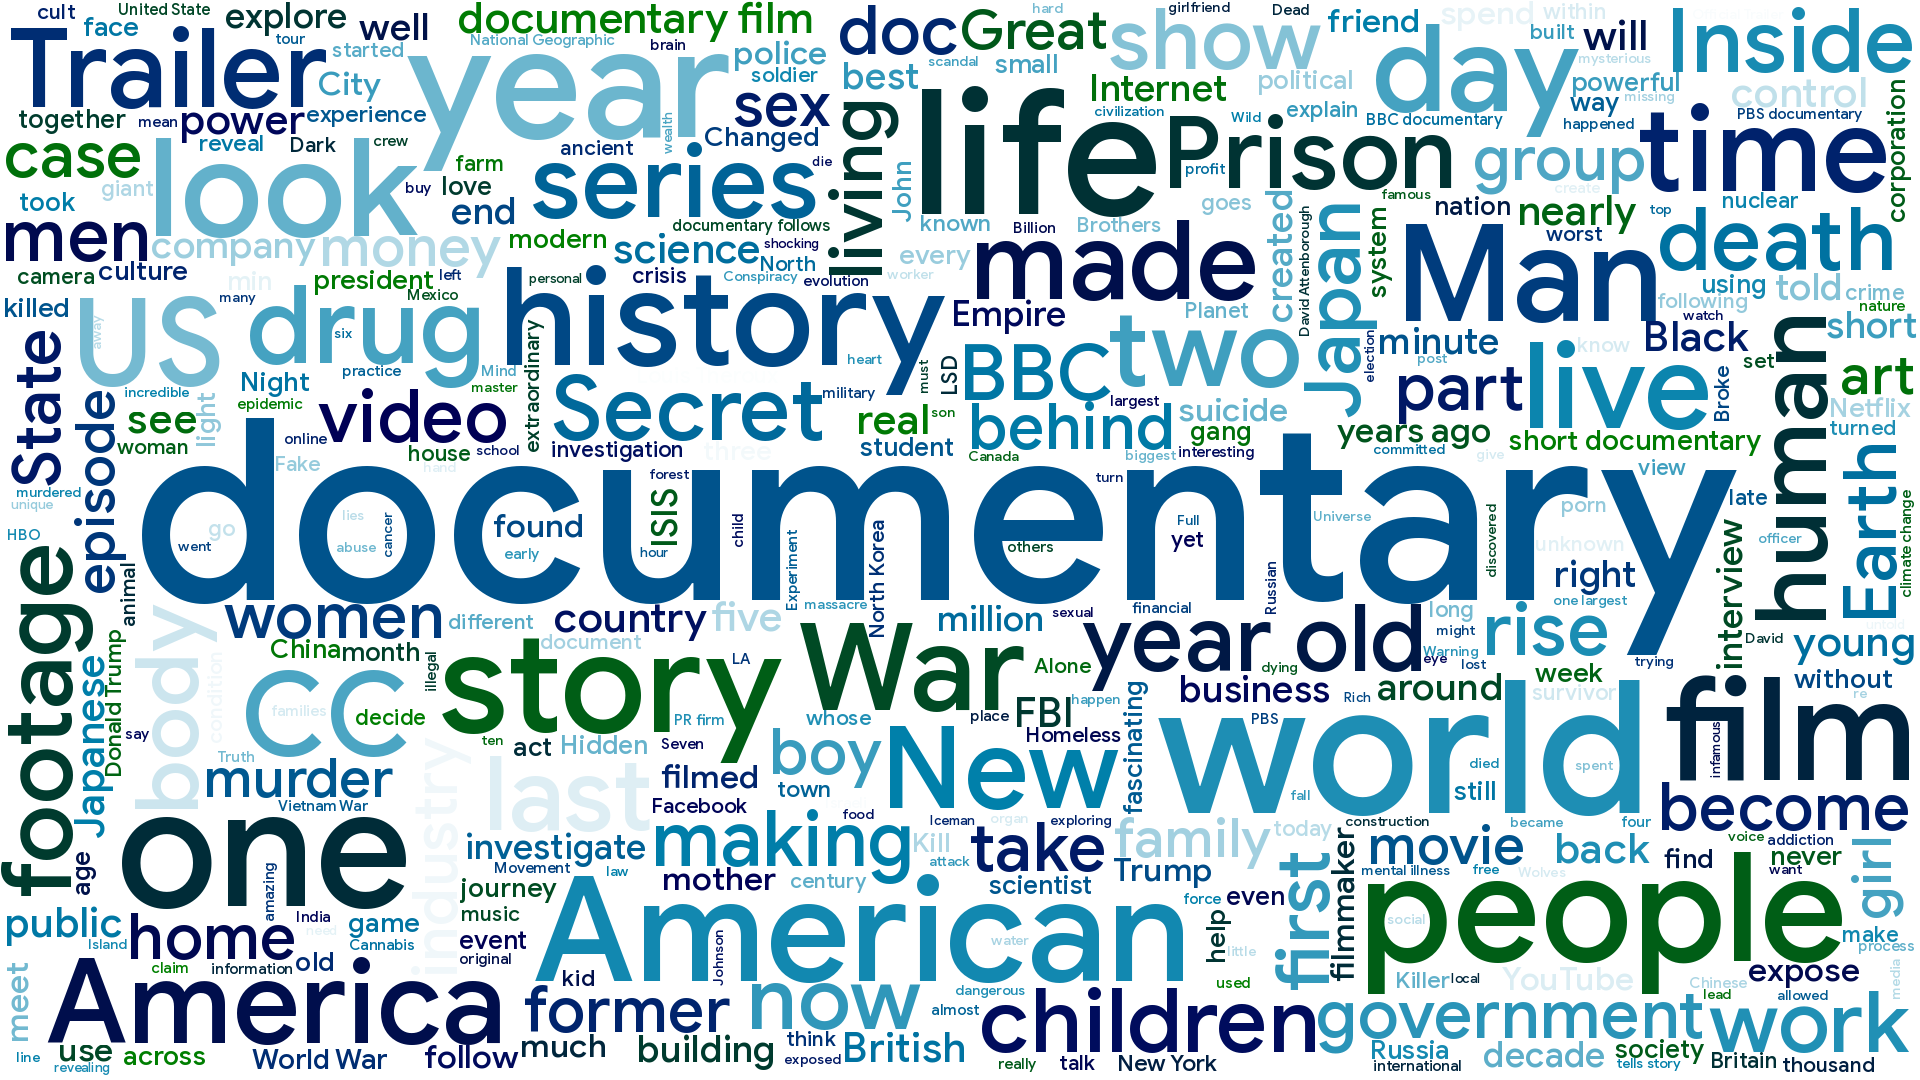 cult
United State
explore
documentary film
doc
Great
hard
girlfriend
Dead
friend
spend
within
Inside
face
tour
well
National Geographic
brain
police
show
built
will
Trailer
started
year
soldier
best
scandal
small
political
day
mysterious
City
sex
living
life
Internet
explain
powerful
control
together
mean
power
experience
Changed
civilization
Wild
BBC documentary
way
missing
PBS documentary
corporation
case
reveal
Dark
crew
ancient
wealth
Prison
happened
time
look
farm
series
die
John
profit
group
took
giant
buy
love
end
created
goes
famous
create
nation
nearly
top
nuclear
men
company
money
modern
documentary follows
known
Billion
Brothers
David Attenborough
Japan
system
worst
death
science
shocking
made
every
Man
camera
culture
min
president
left
personal
crisis
Conspiracy
North
evolution
worker
using
told
crime
killed
many
Mexico
history
Empire
Planet
following
nature
State
US
away
drug
six
extraordinary
two
minute
watch
Black
human
short
incredible
Night
practice
Mind
master
heart
must
LSD
BBC
election
post
know
set
art
episode
see
light
epidemic
video
Secret
military
largest
part
live
Broke
Netflix
woman
online
house
school
investigation
three
real
son
student
behind
suicide
gang
years ago
short documentary
turned
Fake
hand
Canada
biggest
interesting
committed
give
view
murdered
unique
documentary
forest
turn
late
Earth
climate change
HBO
footage
go
lies
cancer
found
ISIS
child
Full
yet
Universe
discovered
porn
interview
officer
went
abuse
early
hour
Experiment
North Korea
others
unknown
animal
Russian
right
body
women
different
country
five
massacre
million
sexual
financial
year old
long
one largest
rise
David
untold
young
Japanese
Donald Trump
China
month
document
illegal
story
LA
War
Alone
dying
might
Warning
eye
lost
trying
week
without
condition
CC
families
decide
PR firm
whose
place
FBI
happen
business
Rich
around
survivor
re
film
say
Truth
ten
act
Hidden
Seven
boy
New
Homeless
fascinating
PBS
world
died
spent
infamous
murder
Vietnam War
industry
last
filmed
town
still
Facebook
food
Iceman
organ
exploring
fall
construction
became
four
become
age
one
investigate
making
Kill
take
family
today
filmmaker
movie
back
find
voice
addiction
never
Movement
law
mother
attack
century
scientist
Trump
first
mental illness
free
Wolves
want
girl
amazing
India
journey
American
force
even
people
public
Island
home
need
game
Cannabis
music
event
original
Johnson
water
help
little
social
make
process
claim
information
old
kid
used
Killer
local
YouTube
Chinese
expose
media
meet
America
former
now
dangerous
almost
children
government
lead
allowed
work
line
use
revealing
across
World War
follow
much
building
think
exposed
British
really
talk
New York
Russia
international
decade
society
tells story
Britain
thousand